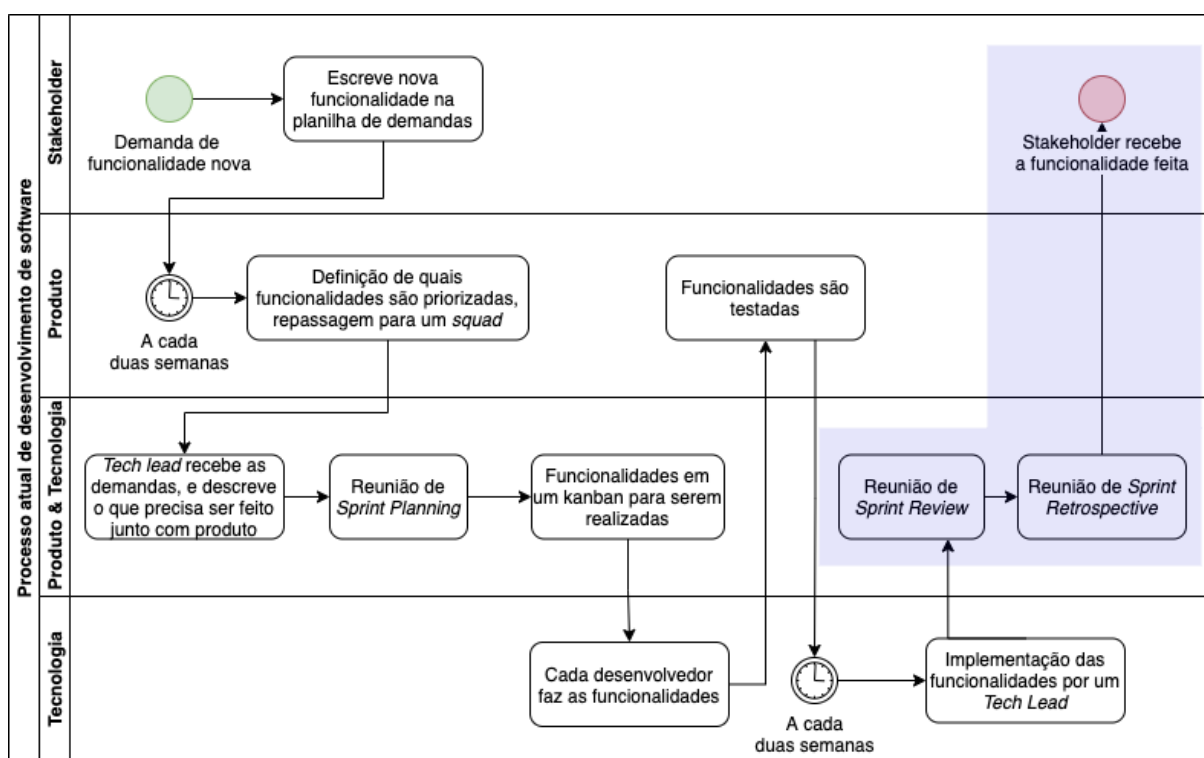 Processo atual de desenvolvimento de software
Stakeholder
Demanda de
funcionalidade nova
Escreve nova
funcionalidade na
planilha de demandas
Stakeholder recebe
a funcionalidade feita
Produto
A cada
duas semanas
Definição de quais
funcionalidades são priorizadas,
repassagem para um squad
Funcionalidades são
testadas
Produto & Tecnologia
Tech lead recebe as
demandas, e descreve
o que precisa ser feito
junto com produto
Reunião de
Sprint Planning
Funcionalidades em
um kanban para serem
realizadas
Reunião de
Sprint Review
Reunião de Sprint
Retrospective
Tecnologia
Cada desenvolvedor
faz as funcionalidades
A cada
duas semanas
Implementação das
funcionalidades por um
Tech Lead